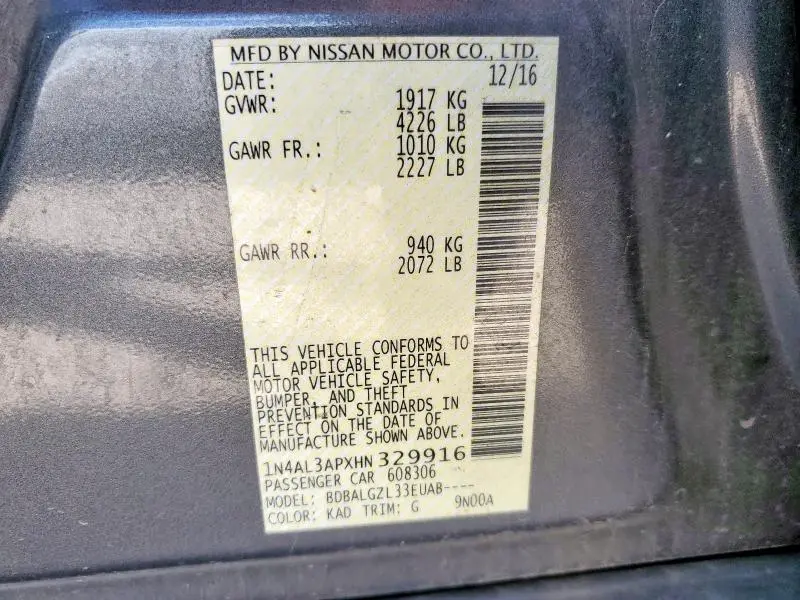 MFD BY NISSAN MOTOR CO., LTD.
DATE: 12/16
GVWR: 1917 KG
4226 LB
GAWR FR.: 1010 KG
2227 LB
GAWR RR.: 940 KG
2072 LB
THIS VEHICLE CONFORMS TO
ALL APPLICABLE FEDERAL
MOTOR VEHICLE SAFETY,
BUMPER, AND THEFT
PREVENTION STANDARDS IN
EFFECT ON THE DATE OF
MANUFACTURE SHOWN ABOVE.
1N4AL3APXHN 329916
PASSENGER CAR 608306
MODEL: BDBALGZL33EUAB----
COLOR: KAD TRIM: G 9N00A